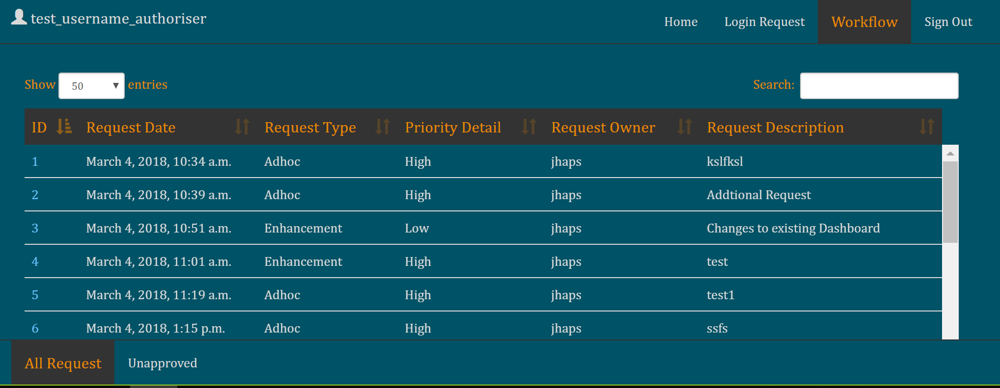 test_username_authoriser Home Login Request Workflow Sign Out
Show 50 entries Search:
ID Request Date Request Type Priority Detail Request Owner Request Description
1 March 4, 2018, 10:34 a.m. Adhoc High jhaps kslfksl
2 March 4, 2018, 10:39 a.m. Adhoc High jhaps Addtional Request
3 March 4, 2018, 10:51 a.m. Enhancement Low jhaps Changes to existing Dashboard
4 March 4, 2018, 11:01 a.m. Enhancement High jhaps test
5 March 4, 2018, 11:19 a.m. Adhoc High jhaps test1
6 March 4, 2018, 1:15 p.m. Adhoc High jhaps ssfs
All Request Unapproved